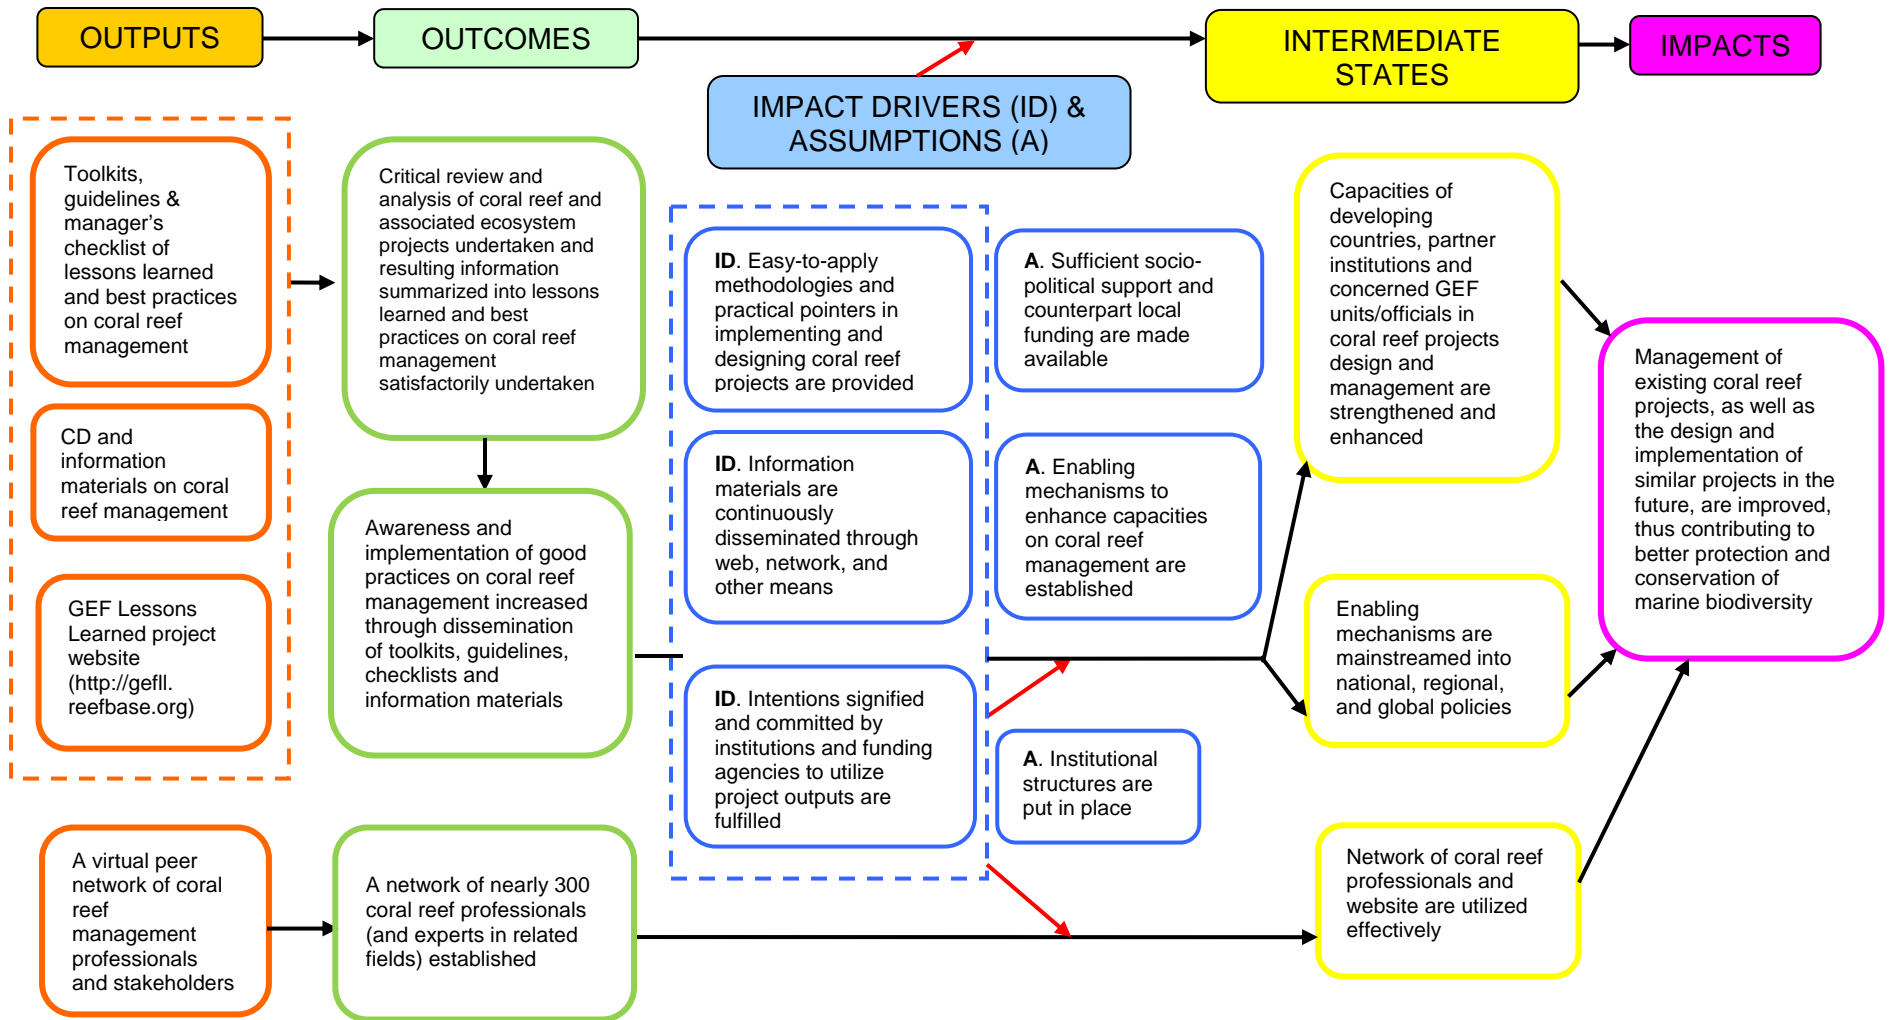 OUTPUTS
OUTCOMES
INTERMEDIATE
STATES
IMPACTS
IMPACT DRIVERS (ID) &
ASSUMPTIONS (A)
Toolkits,
guidelines &
manager’s
checklist of
lessons learned
and best practices
on coral reef
management
CD and
information
materials on coral
reef management
GEF Lessons
Learned project
website
(http://gefll.
reefbase.org)
A virtual peer
network of coral
reef
management
professionals
and stakeholders
Critical review and
analysis of coral reef and
associated ecosystem
projects undertaken and
resulting information
summarized into lessons
learned and best
practices on coral reef
management
satisfactorily undertaken
Awareness and
implementation of good
practices on coral reef
management increased
through dissemination
of toolkits, guidelines,
checklists and
information materials
A network of nearly 300
coral reef professionals
(and experts in related
fields) established
ID. Easy-to-apply
methodologies and
practical pointers in
implementing and
designing coral reef
projects are provided
ID. Information
materials are
continuously
disseminated through
web, network, and
other means
ID. Intentions signified
and committed by
institutions and funding
agencies to utilize
project outputs are
fulfilled
A. Sufficient socio-
political support and
counterpart local
funding are made
available
A. Enabling
mechanisms to
enhance capacities
on coral reef
management are
established
A. Institutional
structures are
put in place
Capacities of
developing
countries, partner
institutions and
concerned GEF
units/officials in
coral reef projects
design and
management are
strengthened and
enhanced
Enabling
mechanisms are
mainstreamed into
national, regional,
and global policies
Network of coral reef
professionals and
website are utilized
effectively
Management of
existing coral reef
projects, as well as
the design and
implementation of
similar projects in the
future, are improved,
thus contributing to
better protection and
conservation of
marine biodiversity